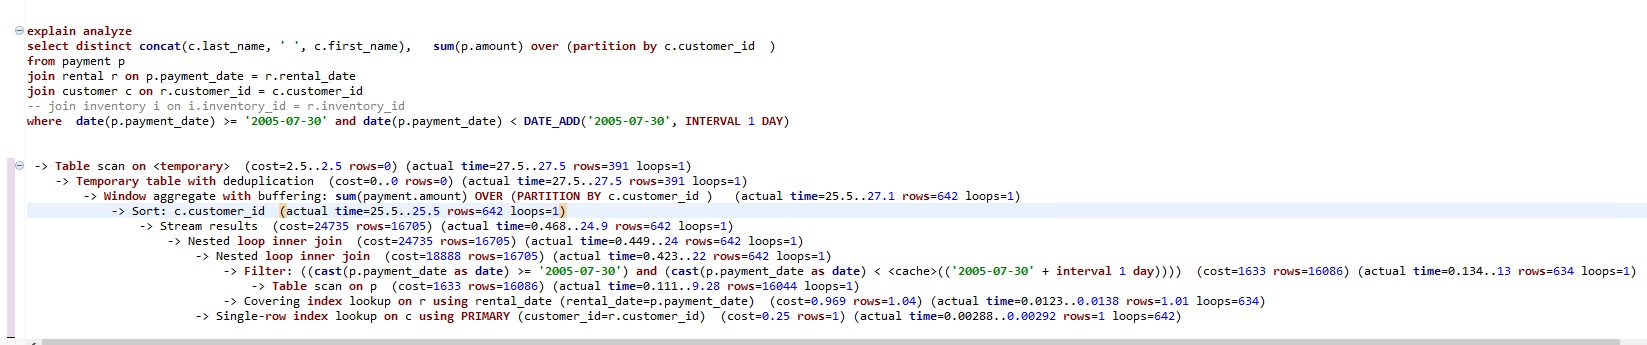 explain analyze
select distinct concat(c.last_name, ' ', c.first_name),   sum(p.amount) over (partition by c.customer_id  )
from payment p
join rental r on p.payment_date = r.rental_date
join customer c on r.customer_id = c.customer_id
-- join inventory i on i.inventory_id = r.inventory_id
where  date(p.payment_date) >= '2005-07-30' and date(p.payment_date) < DATE_ADD('2005-07-30', INTERVAL 1 DAY)
-> Table scan on <temporary>  (cost=2.5..2.5 rows=0) (actual time=27.5..27.5 rows=391 loops=1)
-> Temporary table with deduplication  (cost=0..0 rows=0) (actual time=27.5..27.5 rows=391 loops=1)
-> Window aggregate with buffering: sum(payment.amount) OVER (PARTITION BY c.customer_id )   (actual time=25.5..27.1 rows=642 loops=1)
-> Sort: c.customer_id  (actual time=25.5..25.5 rows=642 loops=1)
-> Stream results  (cost=24735 rows=16705) (actual time=0.468..24.9 rows=642 loops=1)
-> Nested loop inner join  (cost=24735 rows=16705) (actual time=0.449..24 rows=642 loops=1)
-> Nested loop inner join  (cost=18888 rows=16705) (actual time=0.423..22 rows=642 loops=1)
-> Filter: ((cast(p.payment_date as date) >= '2005-07-30') and (cast(p.payment_date as date) < <cache>(('2005-07-30' + interval 1 day))))  (cost=1633 rows=16086) (actual time=0.134..13 rows=634 loops=1)
-> Table scan on p  (cost=1633 rows=16086) (actual time=0.111..9.28 rows=16044 loops=1)
-> Covering index lookup on r using rental_date (rental_date=p.payment_date)  (cost=0.969 rows=1.04) (actual time=0.0123..0.0138 rows=1.01 loops=634)
-> Single-row index lookup on c using PRIMARY (customer_id=r.customer_id)  (cost=0.25 rows=1) (actual time=0.00288..0.00292 rows=1 loops=642)